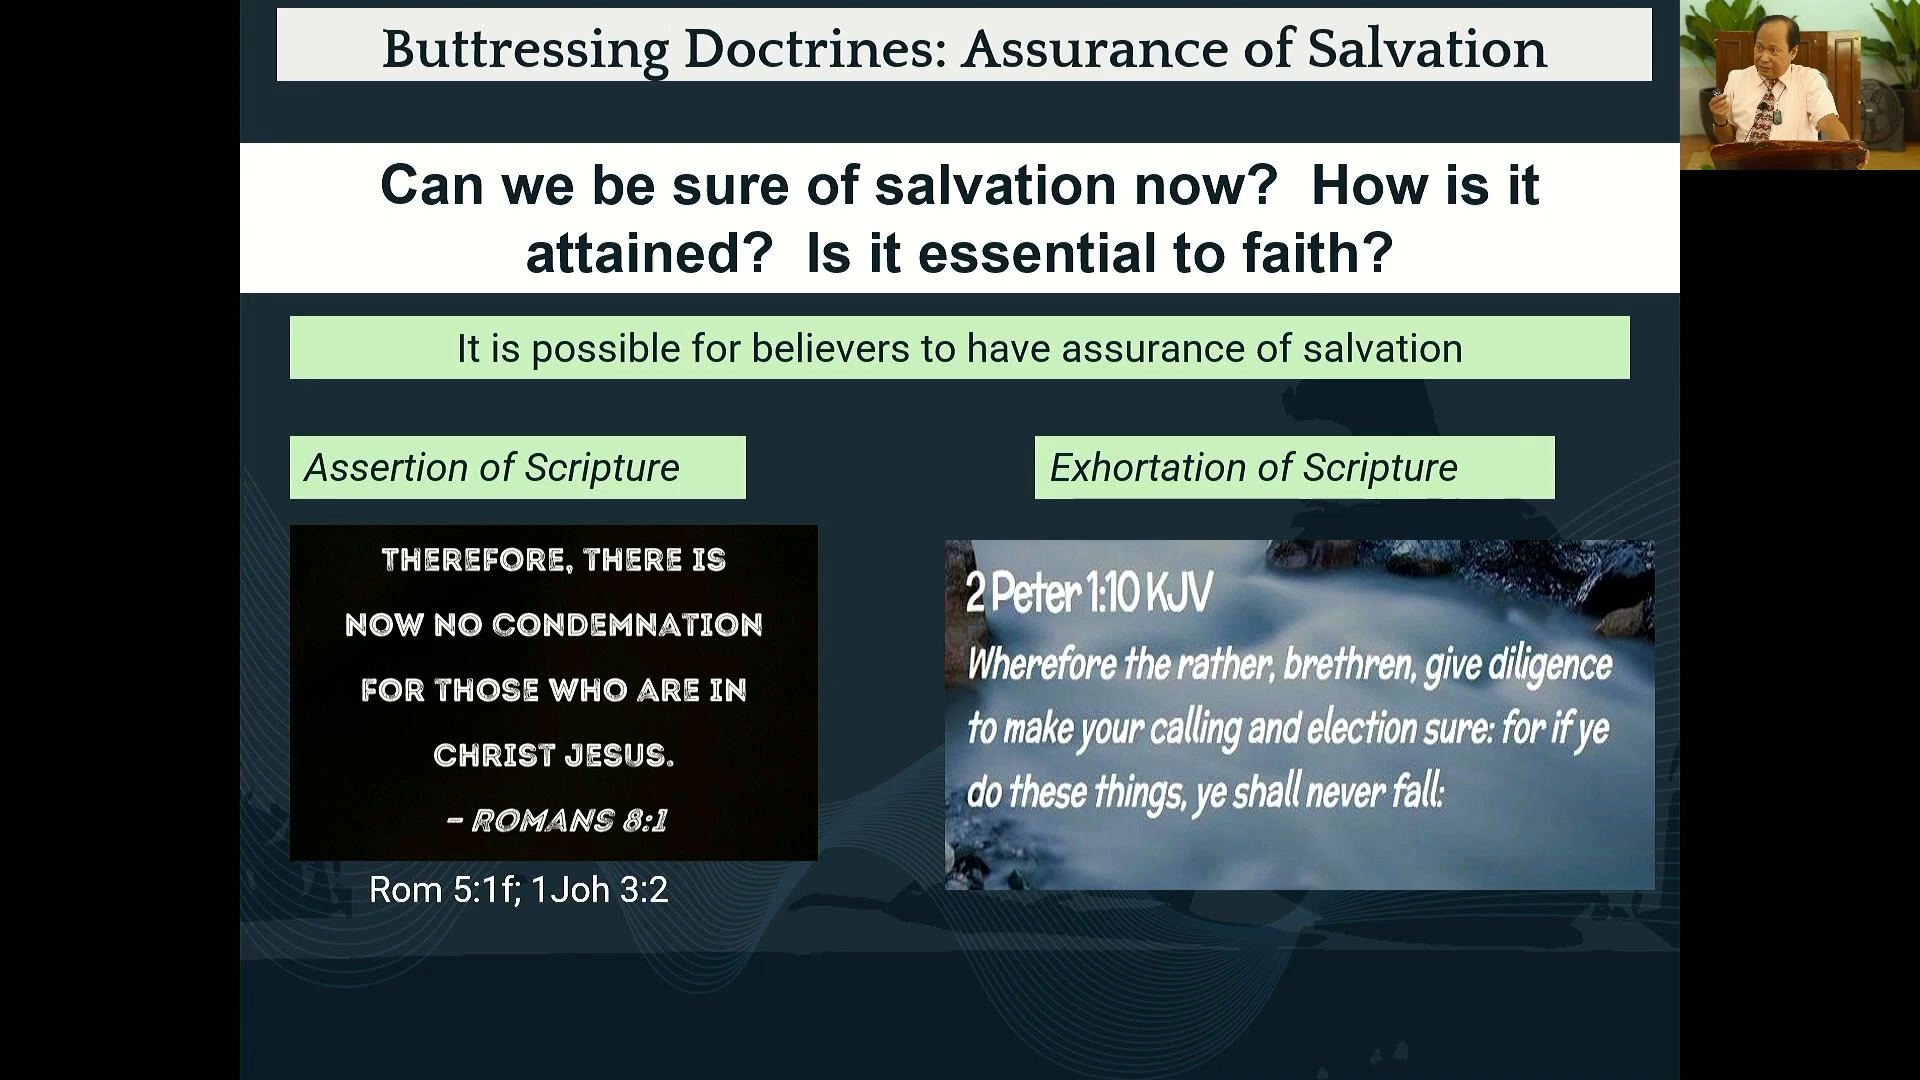 Buttressing Doctrines: Assurance of Salvation
Can we be sure of salvation now?  How is it
attained?  Is it essential to faith?
It is possible for believers to have assurance of salvation
Assertion of Scripture
THEREFORE, THERE IS
NOW NO CONDEMNATION
FOR THOSE WHO ARE IN
CHRIST JESUS.
– ROMANS 8:1
Rom 5:1f; 1Joh 3:2
Exhortation of Scripture
2 Peter 1:10 KJV
Wherefore the rather, brethren, give diligence
to make your calling and election sure: for if ye
do these things, ye shall never fall: